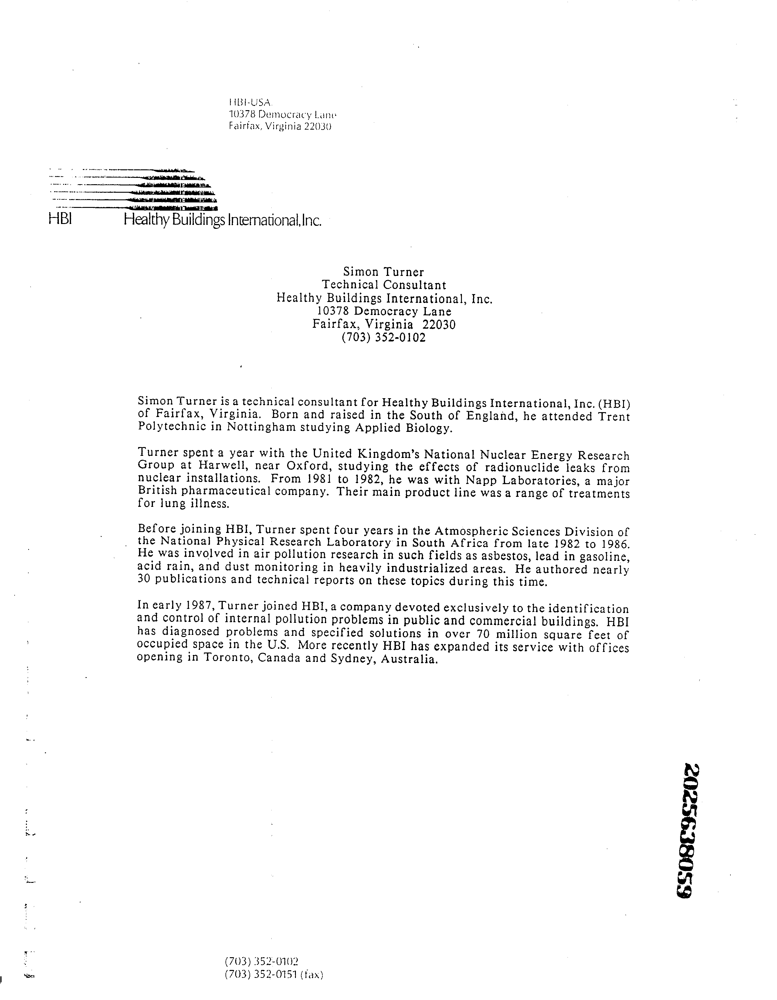 HBI-USA
10378 Democracy Lane
Fairfax, Virginia 22030
HBI Healthy Buildings International, Inc.
Simon Turner
Technical Consultant
Healthy Buildings International, Inc.
10378 Democracy Lane
Fairfax, Virginia 22030
(703) 352-0102
Simon Turner is a technical consultant for Healthy Buildings International, Inc. (HBI)
of Fairfax, Virginia. Born and raised in the South of England, he attended Trent
Polytechnic in Nottingham studying Applied Biology.
Turner spent a year with the United Kingdom's National Nuclear Energy Research
Group at Harwell, near Oxford, studying the effects of radionuclide leaks from
nuclear installations. From 1981 to 1982, he was with Napp Laboratories, a major
British pharmaceutical company. Their main product line was a range of treatments
for lung illness.
Before joining HBI, Turner spent four years in the Atmospheric Sciences Division of
the National Physical Research Laboratory in South Africa from late 1982 to 1986.
He was involved in air pollution research in such fields as asbestos, lead in gasoline,
acid rain, and dust monitoring in heavily industrialized areas. He authored nearly
30 publications and technical reports on these topics during this time.
In early 1987, Turner joined HBI, a company devoted exclusively to the identification
and control of internal pollution problems in public and commercial buildings. HBI
has diagnosed problems and specified solutions in over 70 million square feet of
occupied space in the U.S. More recently HBI has expanded its service with offices
opening in Toronto, Canada and Sydney, Australia.
2025638059
(703) 352-0102
(703) 352-0151 (fax)